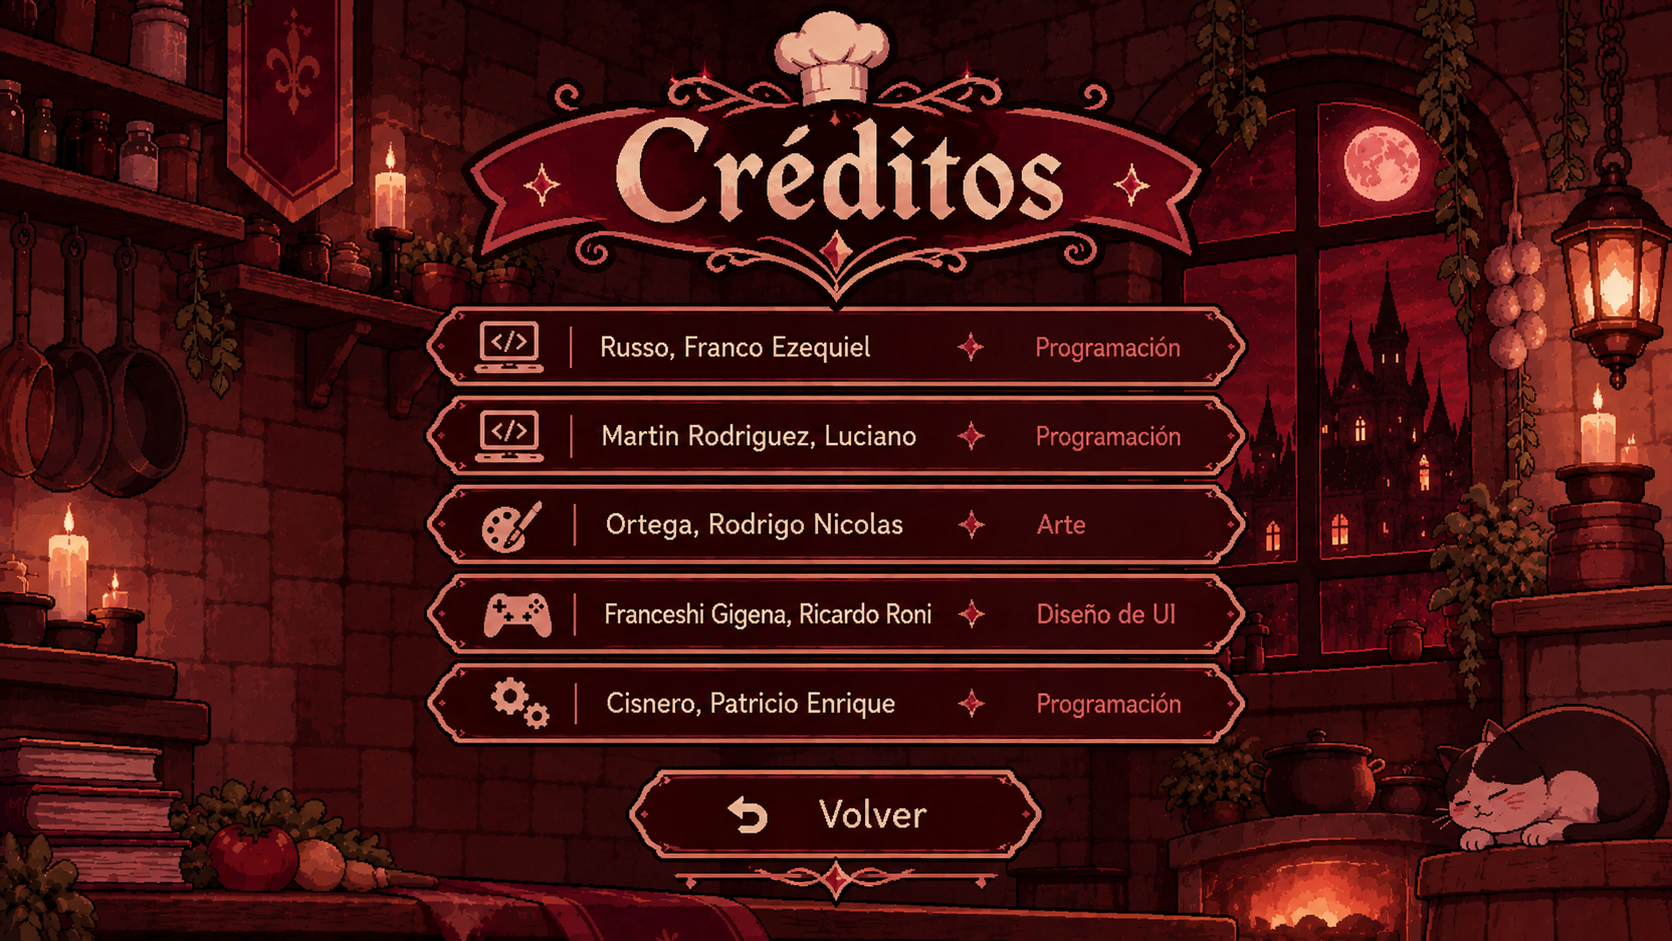 Créditos
</> Russo, Franco Ezequiel Programación
</> Martin Rodriguez, Luciano Programación
Ortega, Rodrigo Nicolas Arte
Franceshi Gigena, Ricardo Roni Diseño de UI
Cisnero, Patricio Enrique Programación
Volver